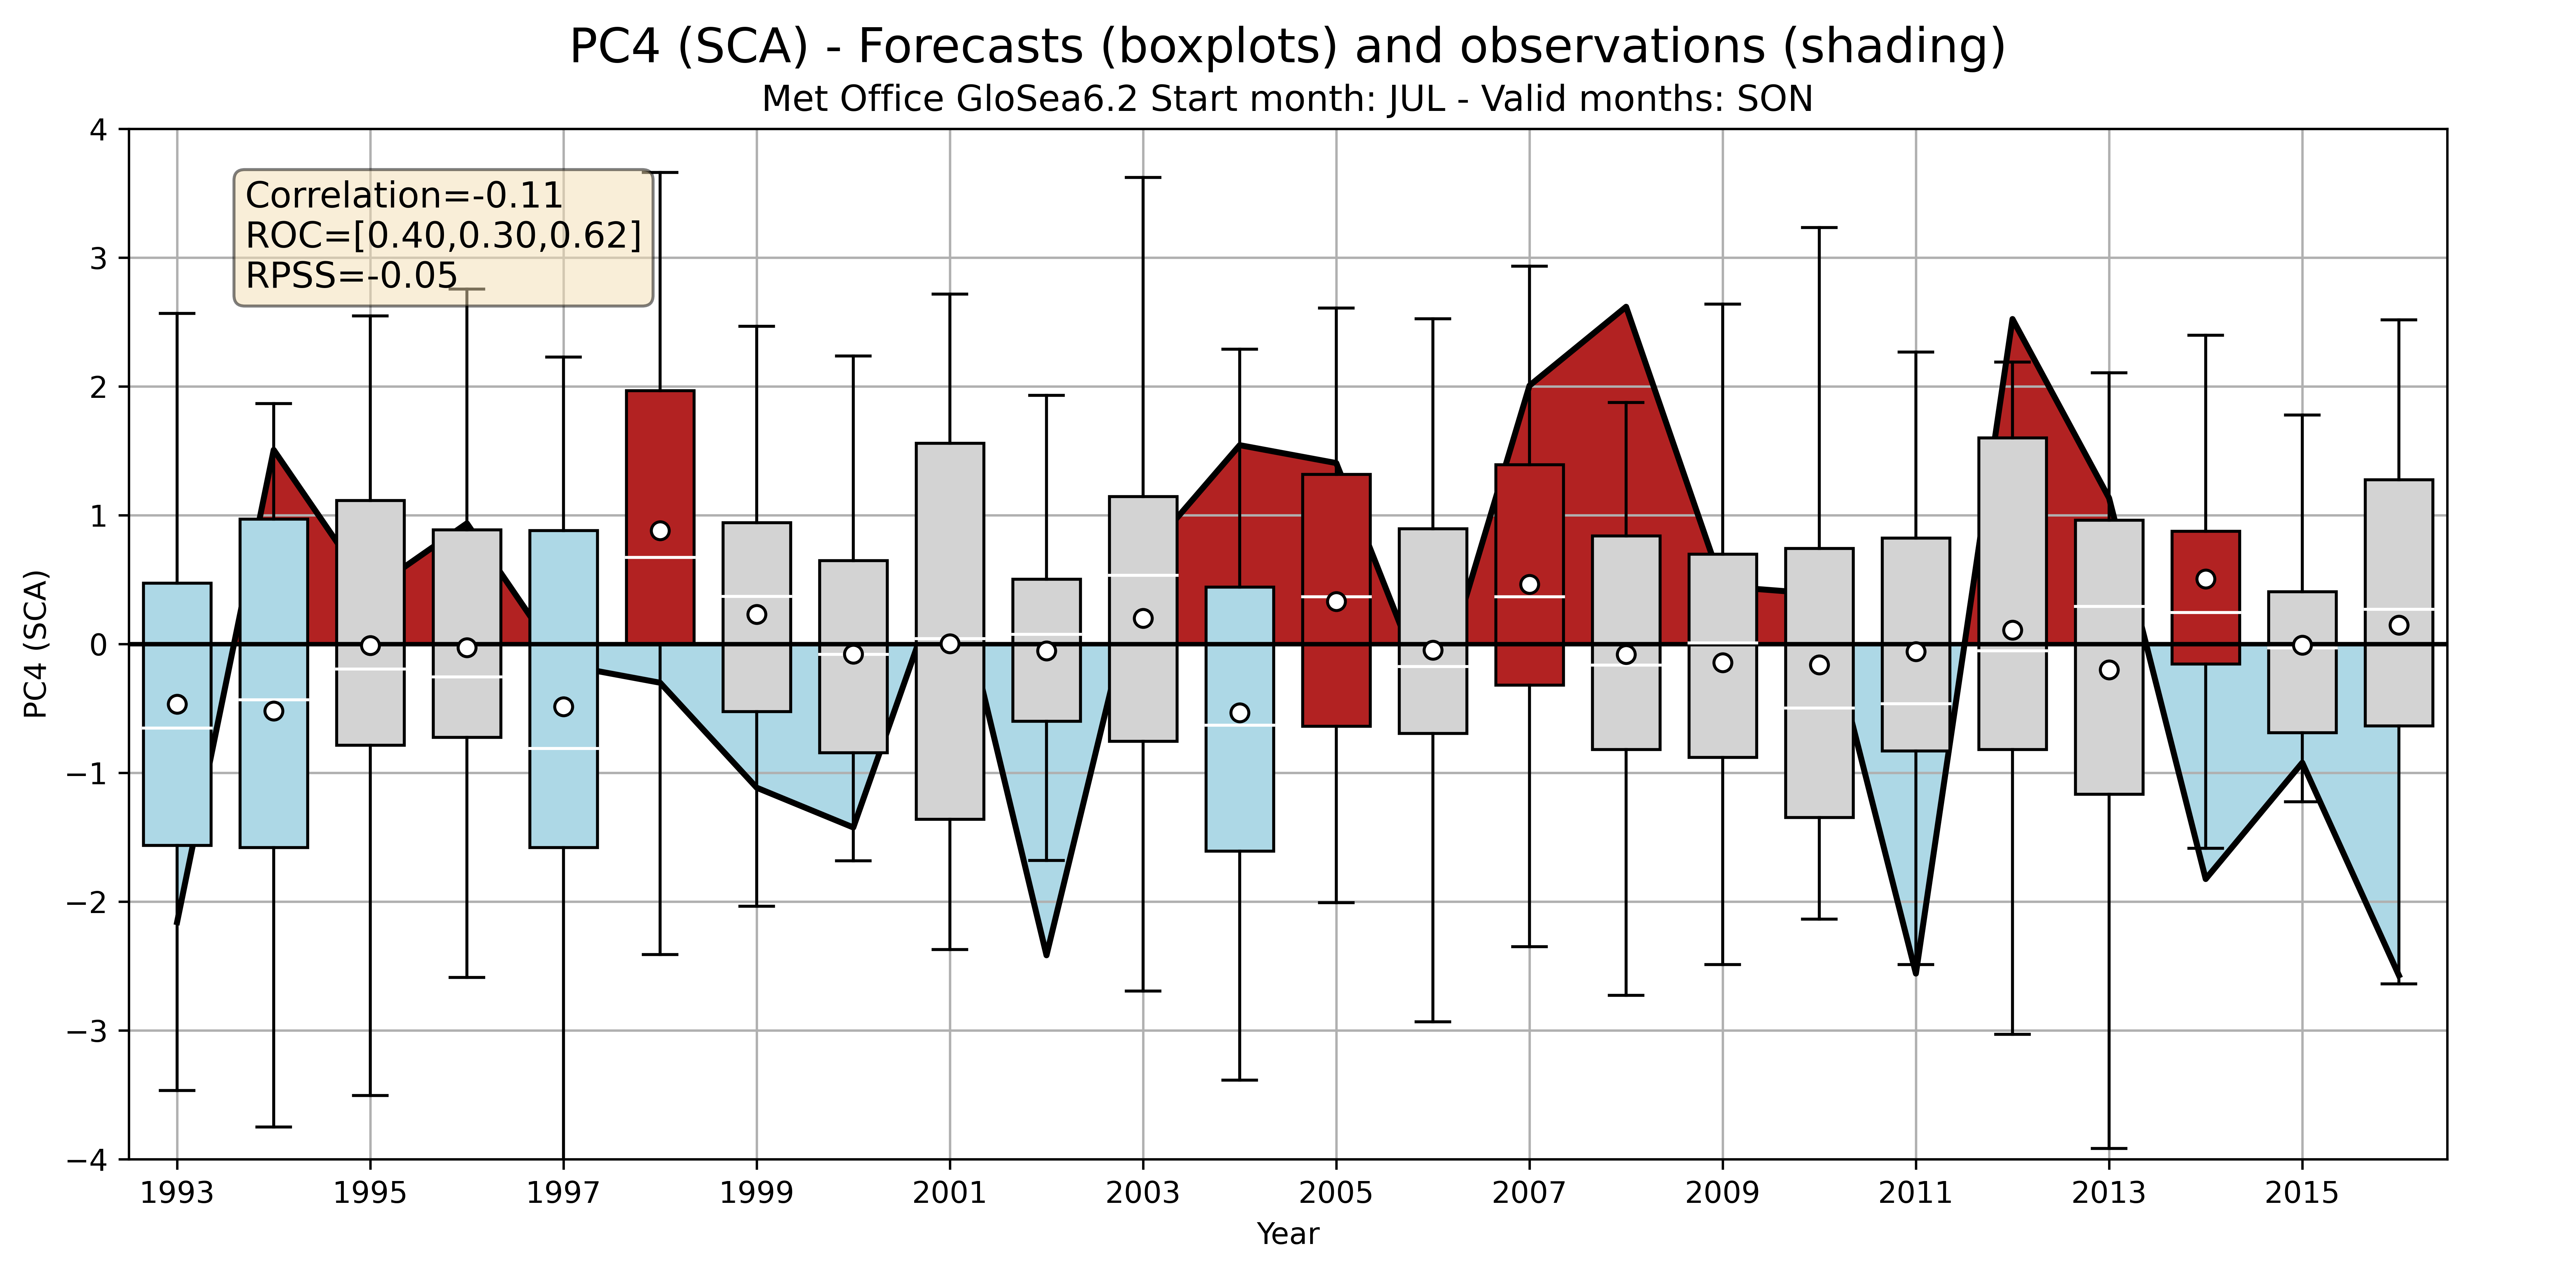 PC4 (SCA) - Forecasts (boxplots) and observations (shading)
Met Office GloSea6.2 Start month: JUL - Valid months: SON
Correlation=-0.11
ROC=[0.40,0.30,0.62]
RPSS=-0.05
PC4 (SCA)
4
3
2
1
0
−1
−2
−3
−4
1993 1995 1997 1999 2001 2003 2005 2007 2009 2011 2013 2015
Year